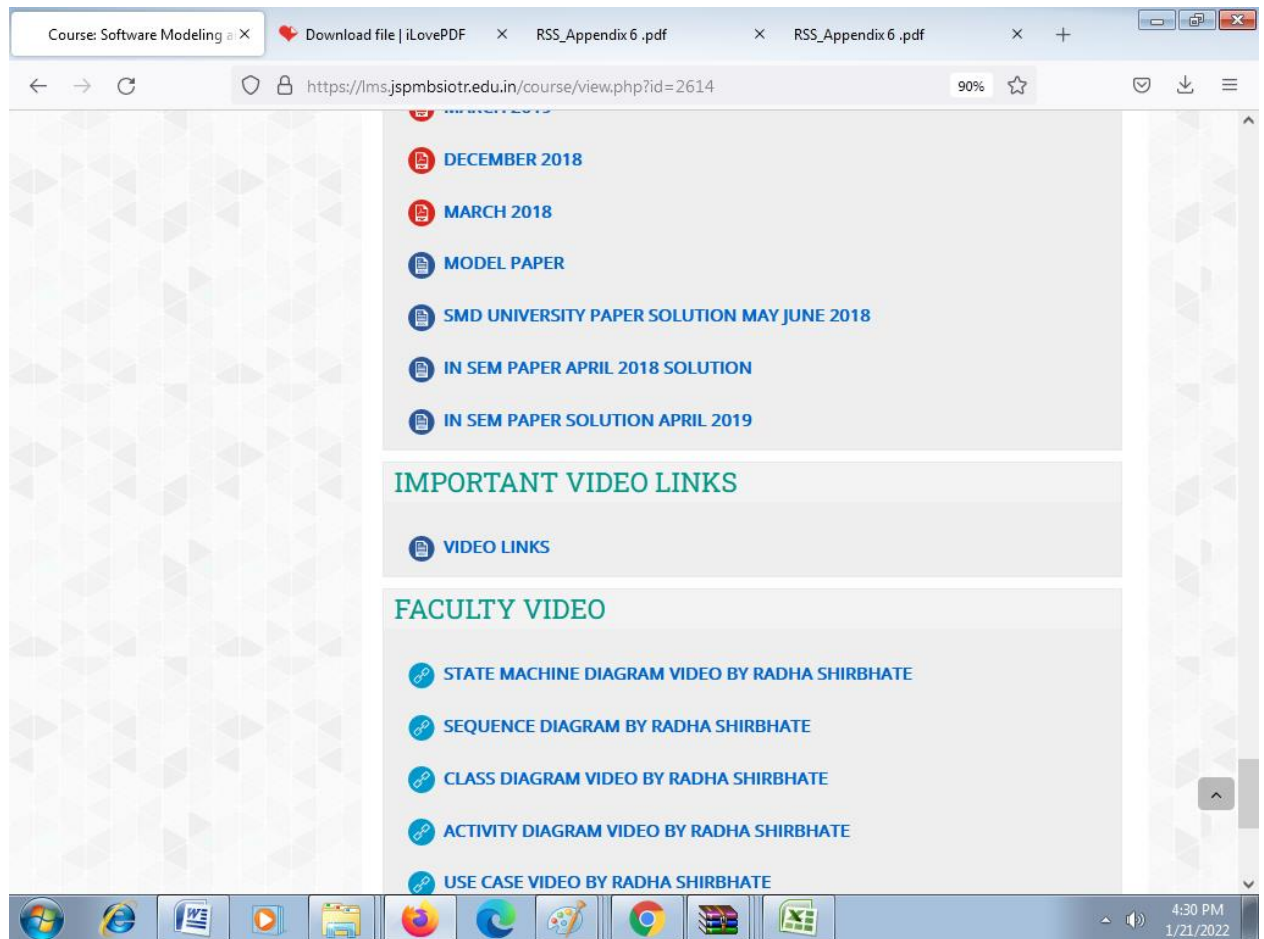 Course: Software Modeling a
Download file | iLovePDF
RSS_Appendix 6 .pdf
RSS_Appendix 6 .pdf
https://lms.jspmbsiotr.edu.in/course/view.php?id=2614
90%
MARCH 2019
DECEMBER 2018
MARCH 2018
MODEL PAPER
SMD UNIVERSITY PAPER SOLUTION MAY JUNE 2018
IN SEM PAPER APRIL 2018 SOLUTION
IN SEM PAPER SOLUTION APRIL 2019
IMPORTANT VIDEO LINKS
VIDEO LINKS
FACULTY VIDEO
STATE MACHINE DIAGRAM VIDEO BY RADHA SHIRBHATE
SEQUENCE DIAGRAM BY RADHA SHIRBHATE
CLASS DIAGRAM VIDEO BY RADHA SHIRBHATE
ACTIVITY DIAGRAM VIDEO BY RADHA SHIRBHATE
USE CASE VIDEO BY RADHA SHIRBHATE
4:30 PM
1/21/2022